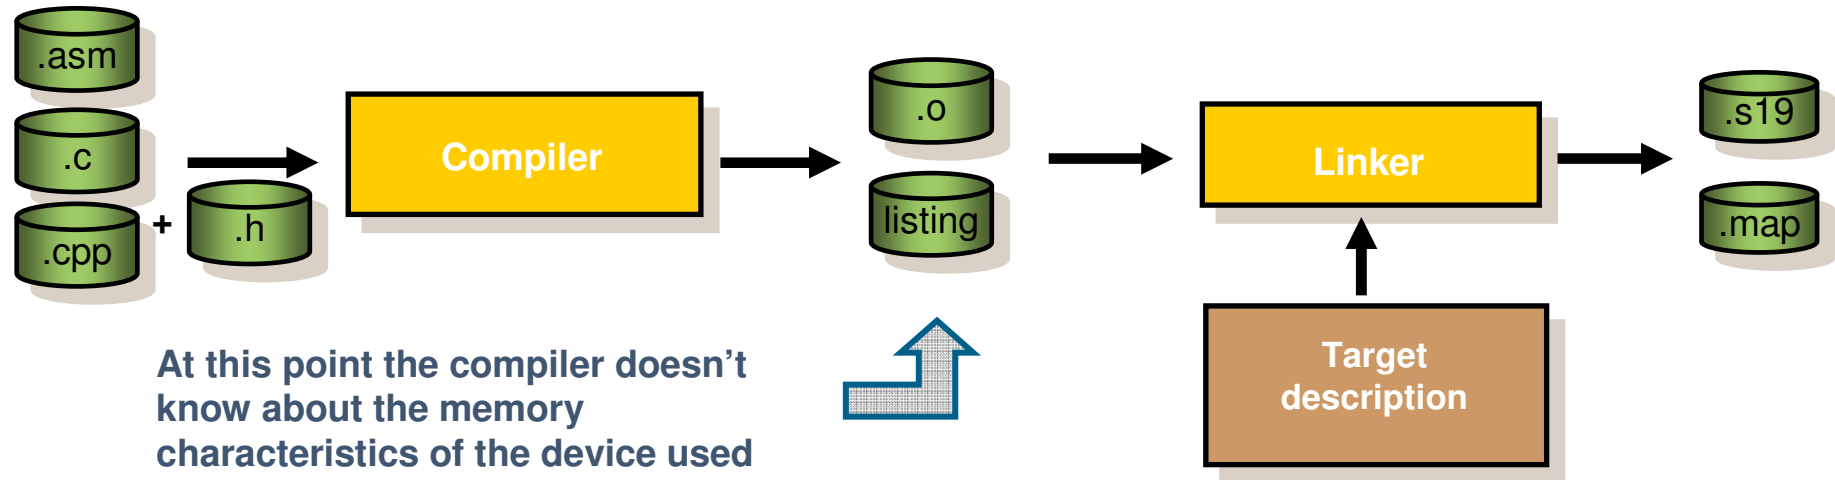 .asm
.c
.cpp
+
.h
Compiler
.o
listing
Linker
Target
description
.s19
.map
At this point the compiler doesn’t
know about the memory
characteristics of the device used